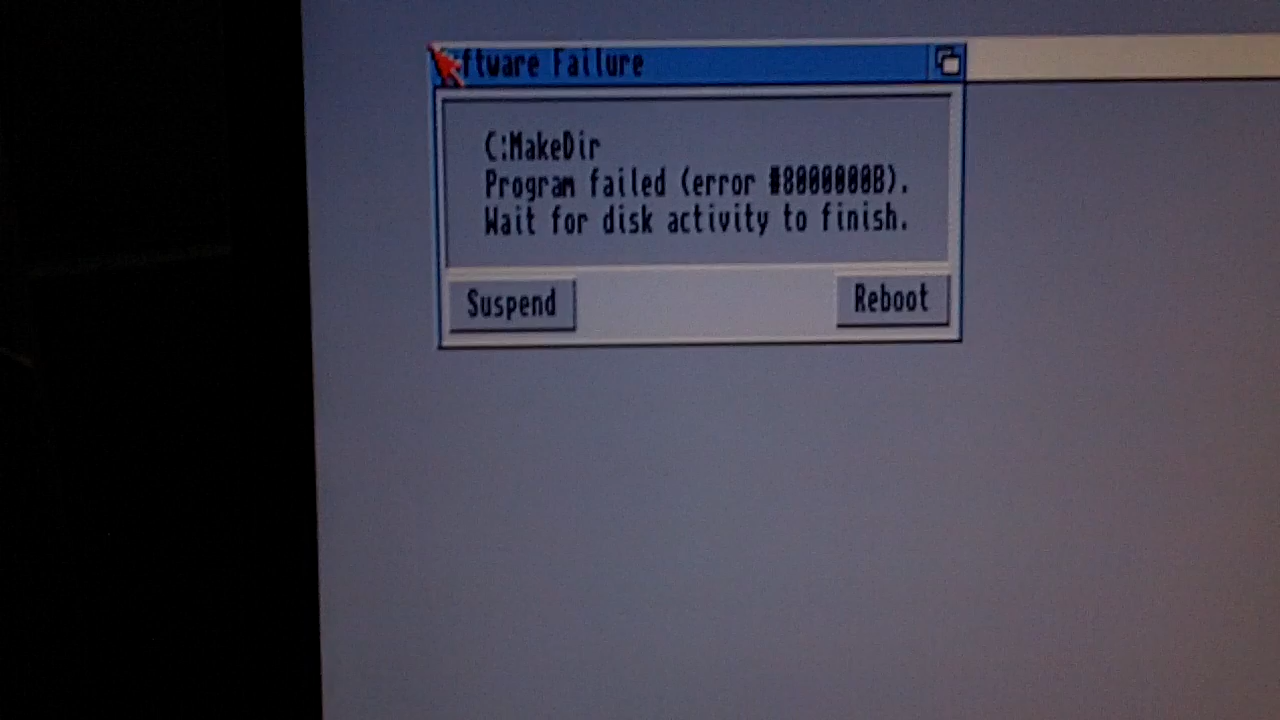 ftware Failure
C:MakeDir
Program failed (error #8000000B).
Wait for disk activity to finish.
Suspend
Reboot